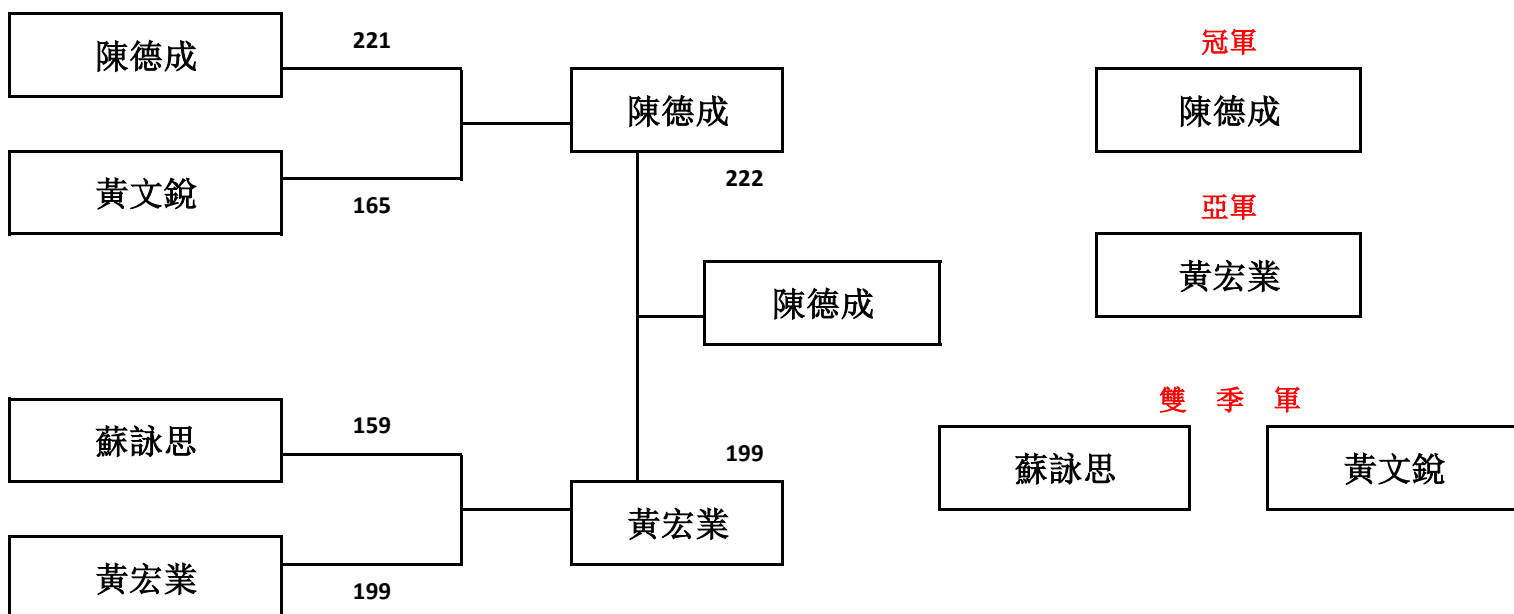 陳德成
221
黃文銳
165
陳德成
222
陳德成
蘇詠思
159
黃宏業
199
199
黃宏業
冠軍
陳德成
亞軍
黃宏業
雙 季 軍
蘇詠思
黃文銳